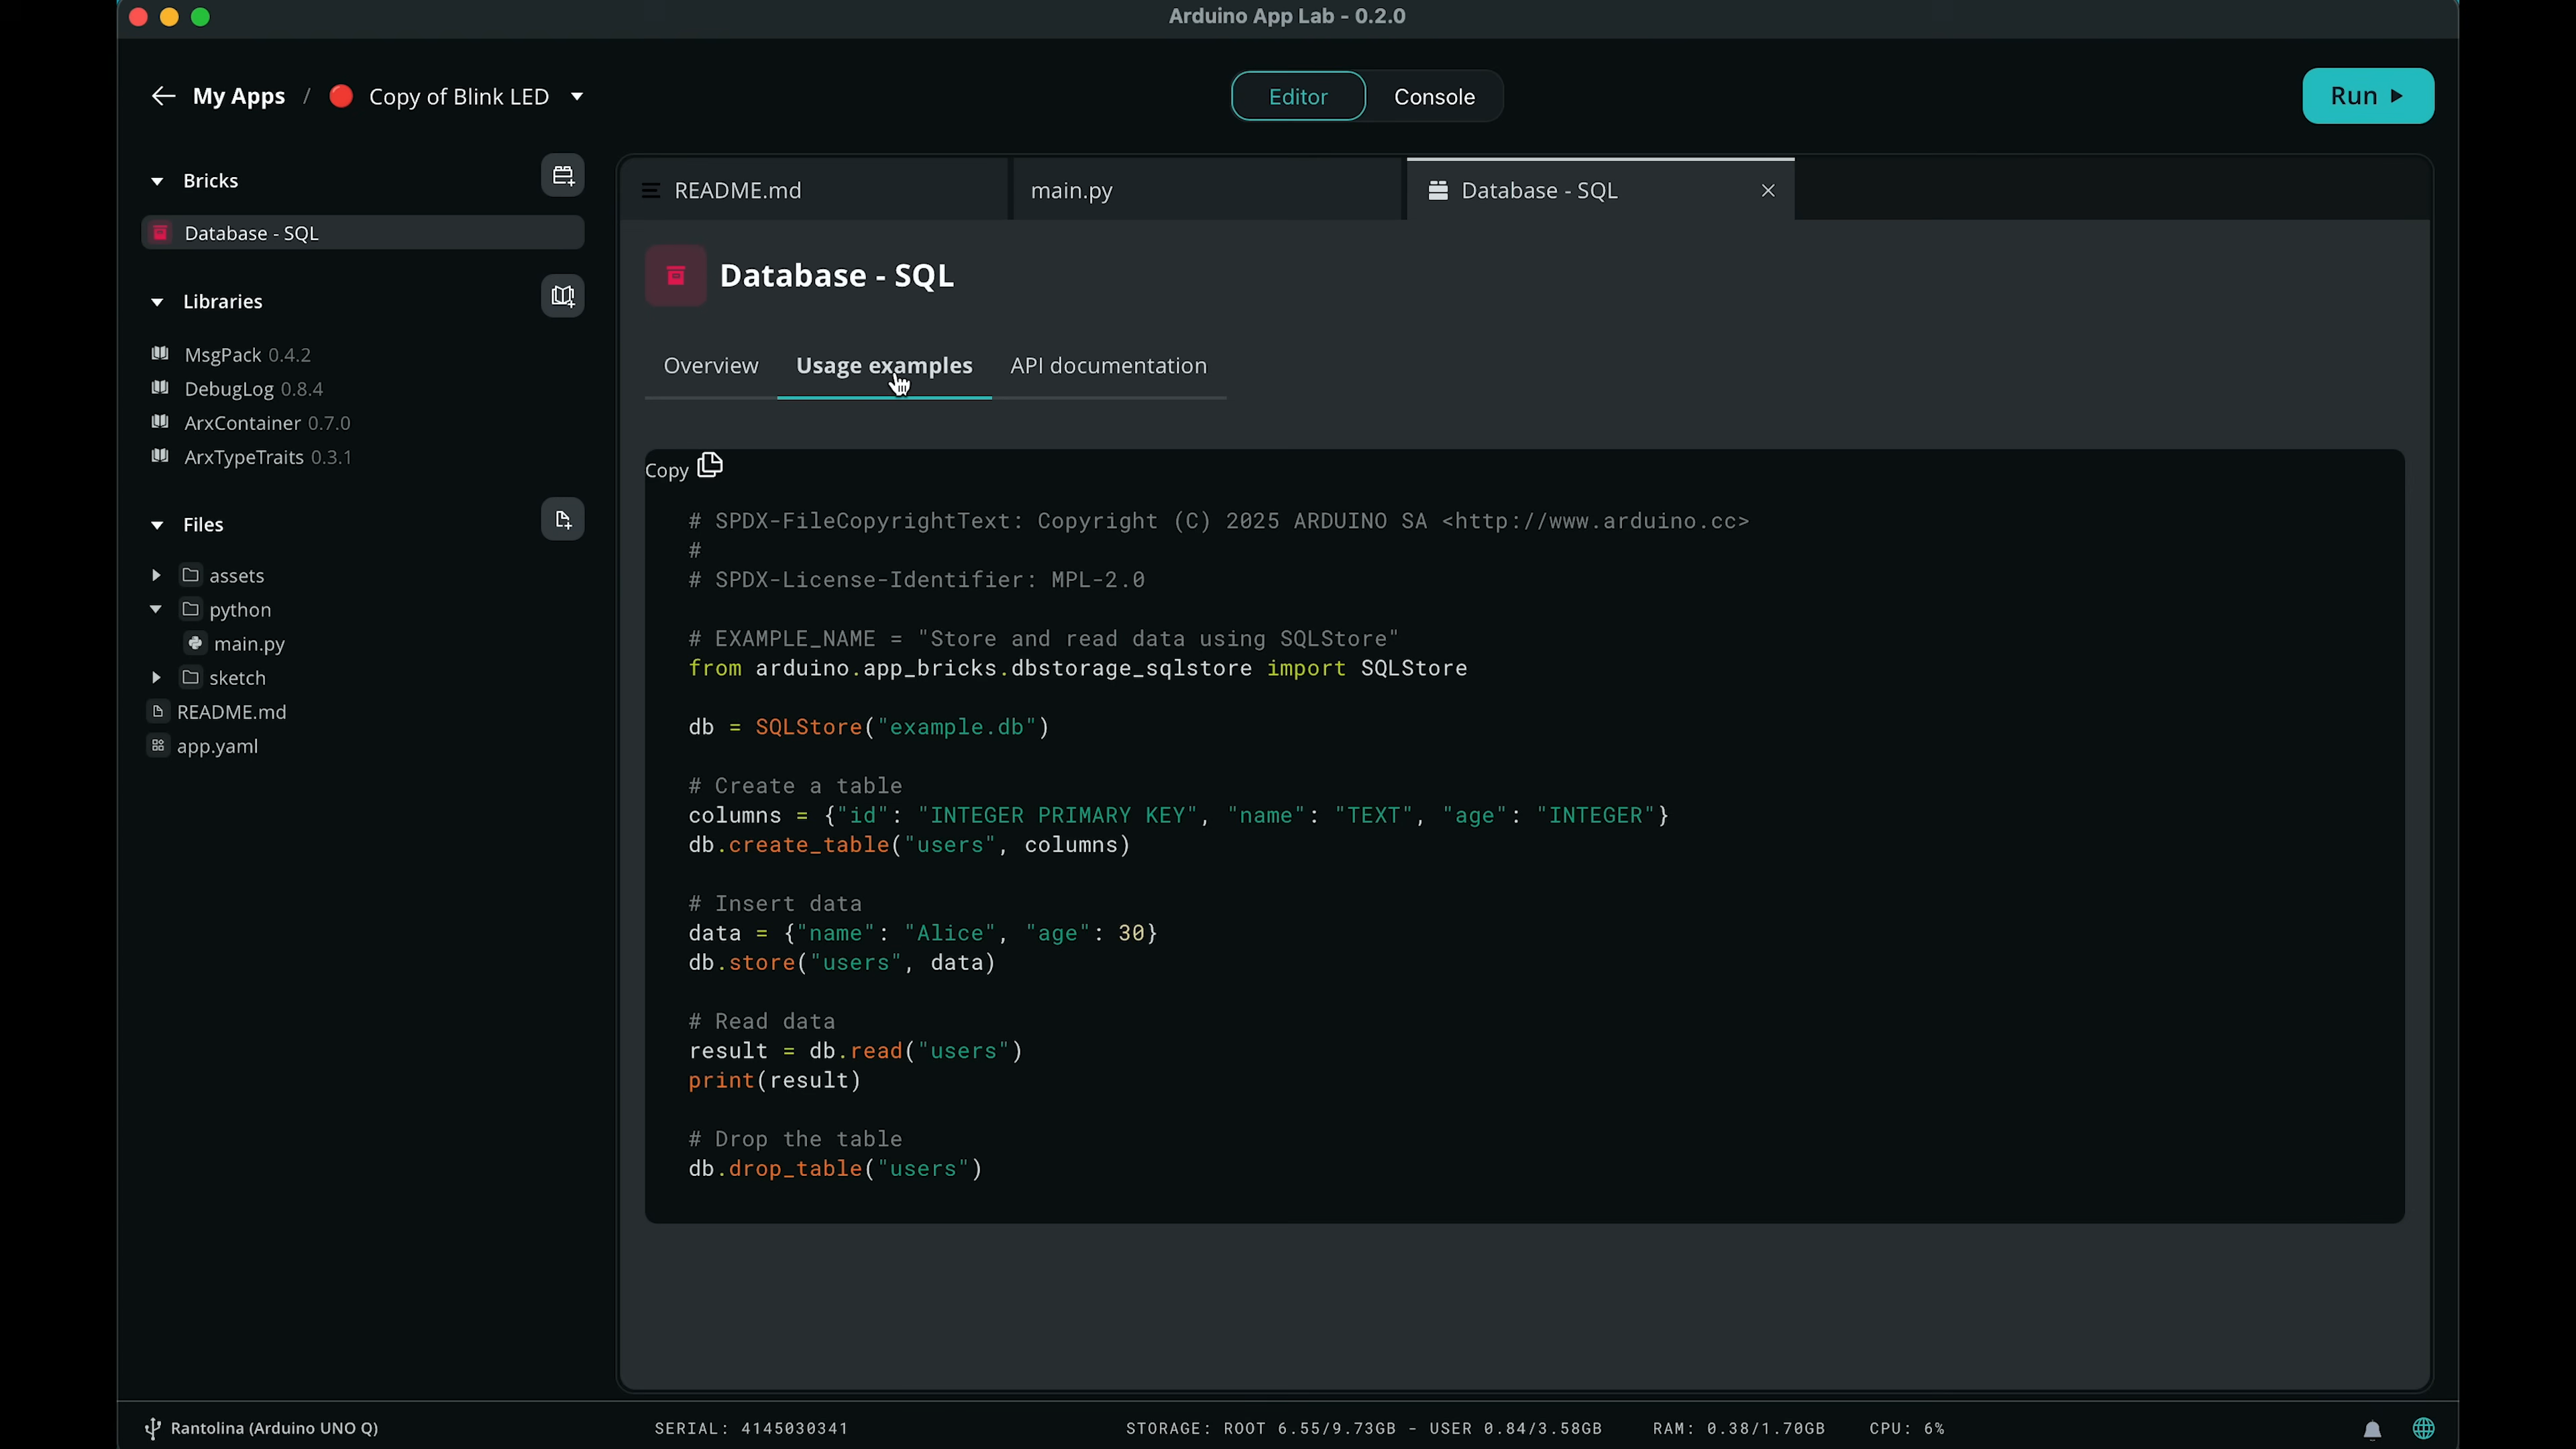 Arduino App Lab - 0.2.0
My Apps / Copy of Blink LED
Editor
Console
Run
Bricks
Database - SQL
Libraries
MsgPack 0.4.2
DebugLog 0.8.4
ArxContainer 0.7.0
ArxTypeTraits 0.3.1
Files
assets
python
main.py
sketch
README.md
app.yaml
README.md
main.py
Database - SQL
Database - SQL
Overview
Usage examples
API documentation
Copy
# SPDX-FileCopyrightText: Copyright (C) 2025 ARDUINO SA <http://www.arduino.cc>
#
# SPDX-License-Identifier: MPL-2.0
# EXAMPLE_NAME = "Store and read data using SQLStore"
from arduino.app_bricks.dbstorage_sqlstore import SQLStore
db = SQLStore("example.db")
# Create a table
columns = {"id": "INTEGER PRIMARY KEY", "name": "TEXT", "age": "INTEGER"}
db.create_table("users", columns)
# Insert data
data = {"name": "Alice", "age": 30}
db.store("users", data)
# Read data
result = db.read("users")
print(result)
# Drop the table
db.drop_table("users")
Rantolina (Arduino UNO Q)
SERIAL: 4145030341
STORAGE: ROOT 6.55/9.73GB - USER 0.84/3.58GB
RAM: 0.38/1.70GB
CPU: 6%